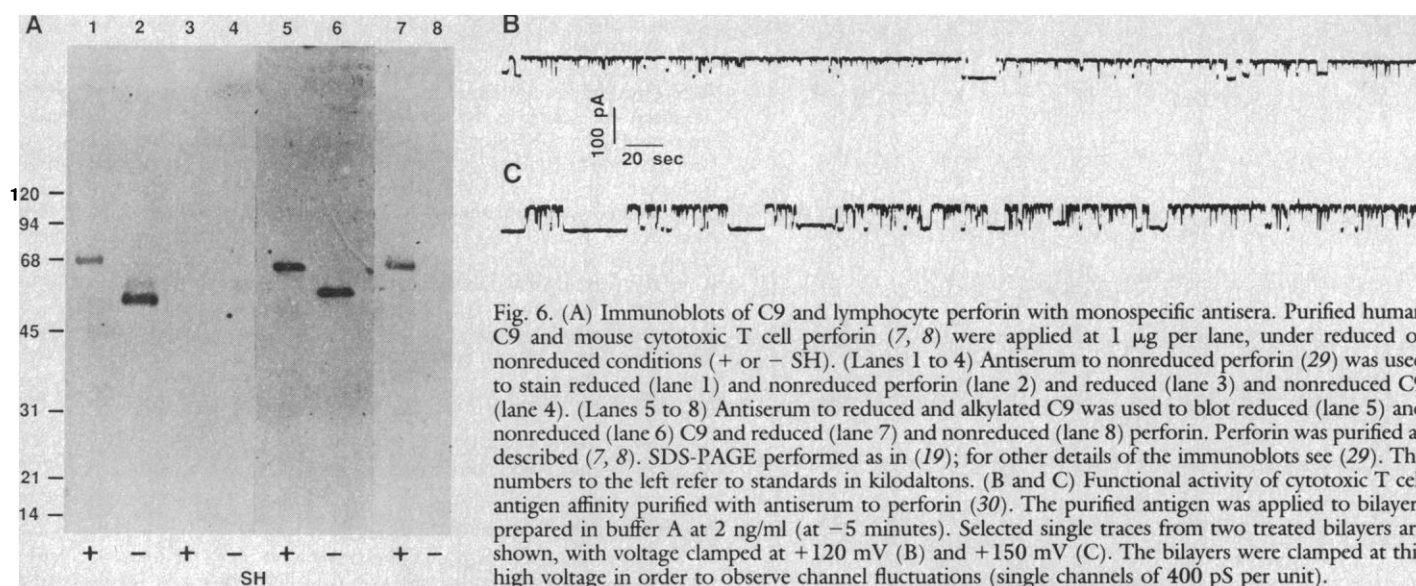 A
1 2 3 4 5 6 7 8
120
94
68
45
31
21
14
+ − + − + − + −
SH
B
100 pA
20 sec
C
Fig. 6. (A) Immunoblots of C9 and lymphocyte perforin with monospecific antisera. Purified human
C9 and mouse cytotoxic T cell perforin (7, 8) were applied at 1 μg per lane, under reduced o
nonreduced conditions (+ or − SH). (Lanes 1 to 4) Antiserum to nonreduced perforin (29) was used
to stain reduced (lane 1) and nonreduced perforin (lane 2) and reduced (lane 3) and nonreduced C9
(lane 4). (Lanes 5 to 8) Antiserum to reduced and alkylated C9 was used to blot reduced (lane 5) and
nonreduced (lane 6) C9 and reduced (lane 7) and nonreduced (lane 8) perforin. Perforin was purified a
described (7, 8). SDS-PAGE performed as in (19); for other details of the immunoblots see (29). Th
numbers to the left refer to standards in kilodaltons. (B and C) Functional activity of cytotoxic T cel
antigen affinity purified with antiserum to perforin (30). The purified antigen was applied to bilayer
prepared in buffer A at 2 ng/ml (at −5 minutes). Selected single traces from two treated bilayers ar
shown, with voltage clamped at +120 mV (B) and +150 mV (C). The bilayers were clamped at thi
high voltage in order to observe channel fluctuations (single channels of 400 pS per unit).